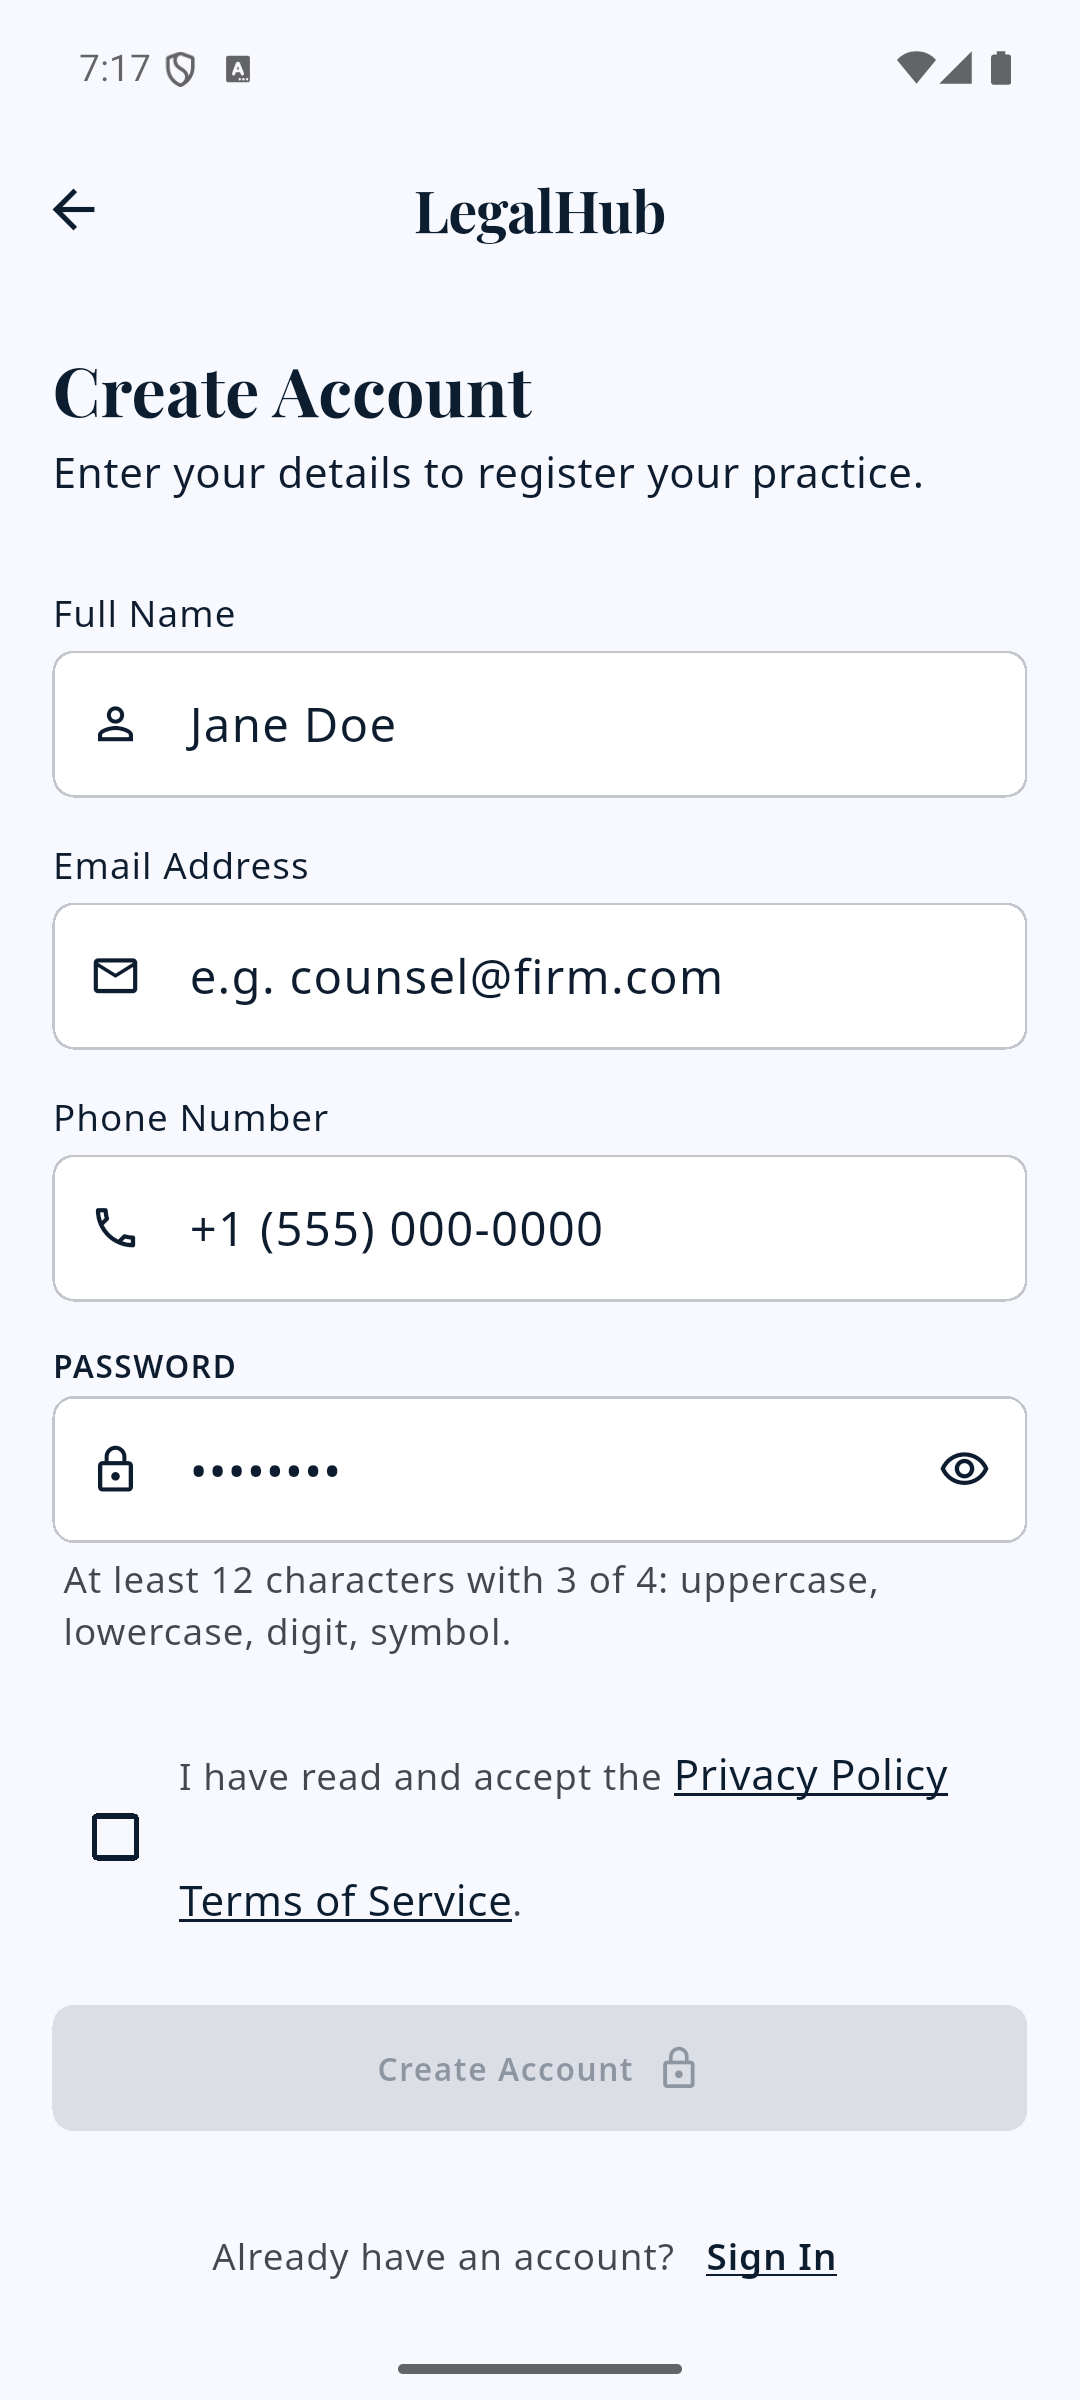 7:17
LegalHub
Create Account
Enter your details to register your practice.
Full Name
Jane Doe
Email Address
e.g. counsel@firm.com
Phone Number
+1 (555) 000-0000
PASSWORD
••••••••
At least 12 characters with 3 of 4: uppercase,
lowercase, digit, symbol.
I have read and accept the Privacy Policy
Terms of Service.
Create Account
Already have an account? Sign In